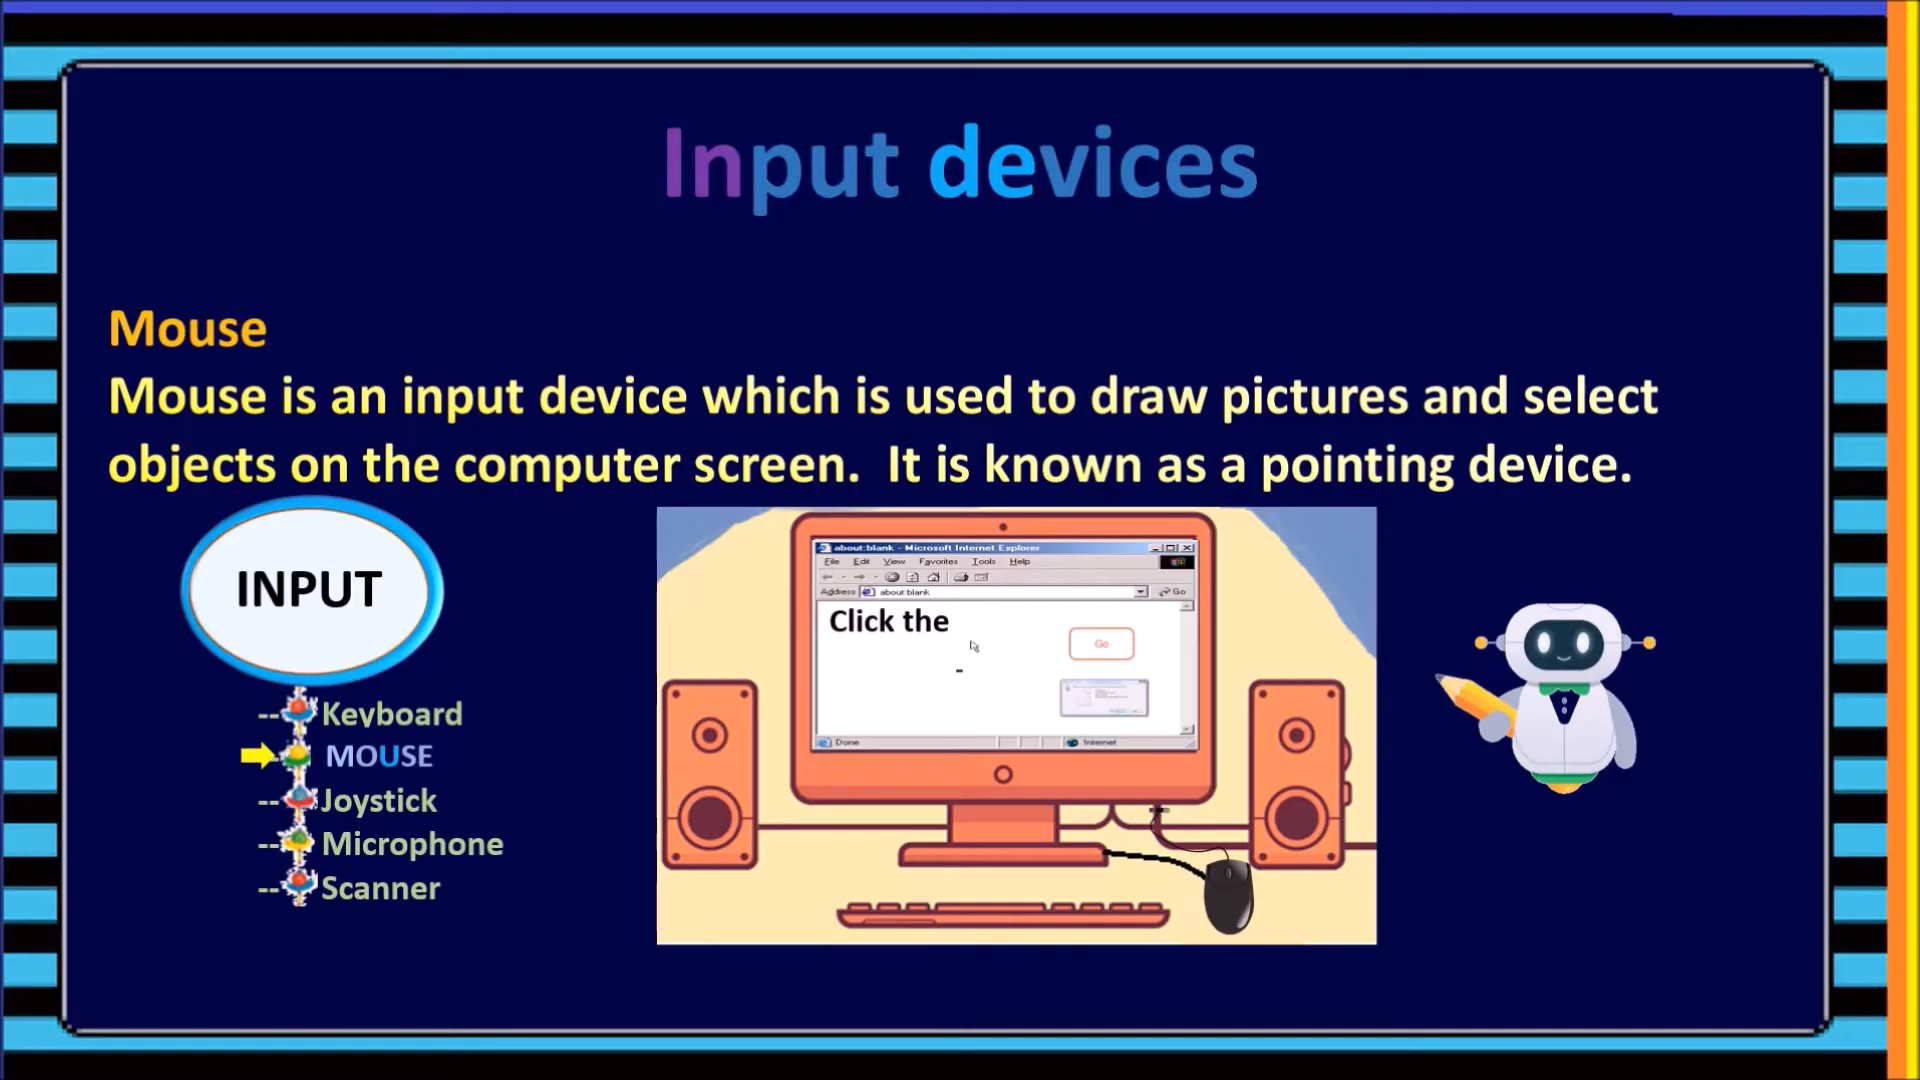 Input devices
Mouse
Mouse is an input device which is used to draw pictures and select
objects on the computer screen.  It is known as a pointing device.
INPUT
--Keyboard
MOUSE
--Joystick
--Microphone
--Scanner
about:blank - Microsoft Internet Explorer
File Edit View Favorites Tools Help
Address about:blank Go
Click the
Go
-
Done Internet